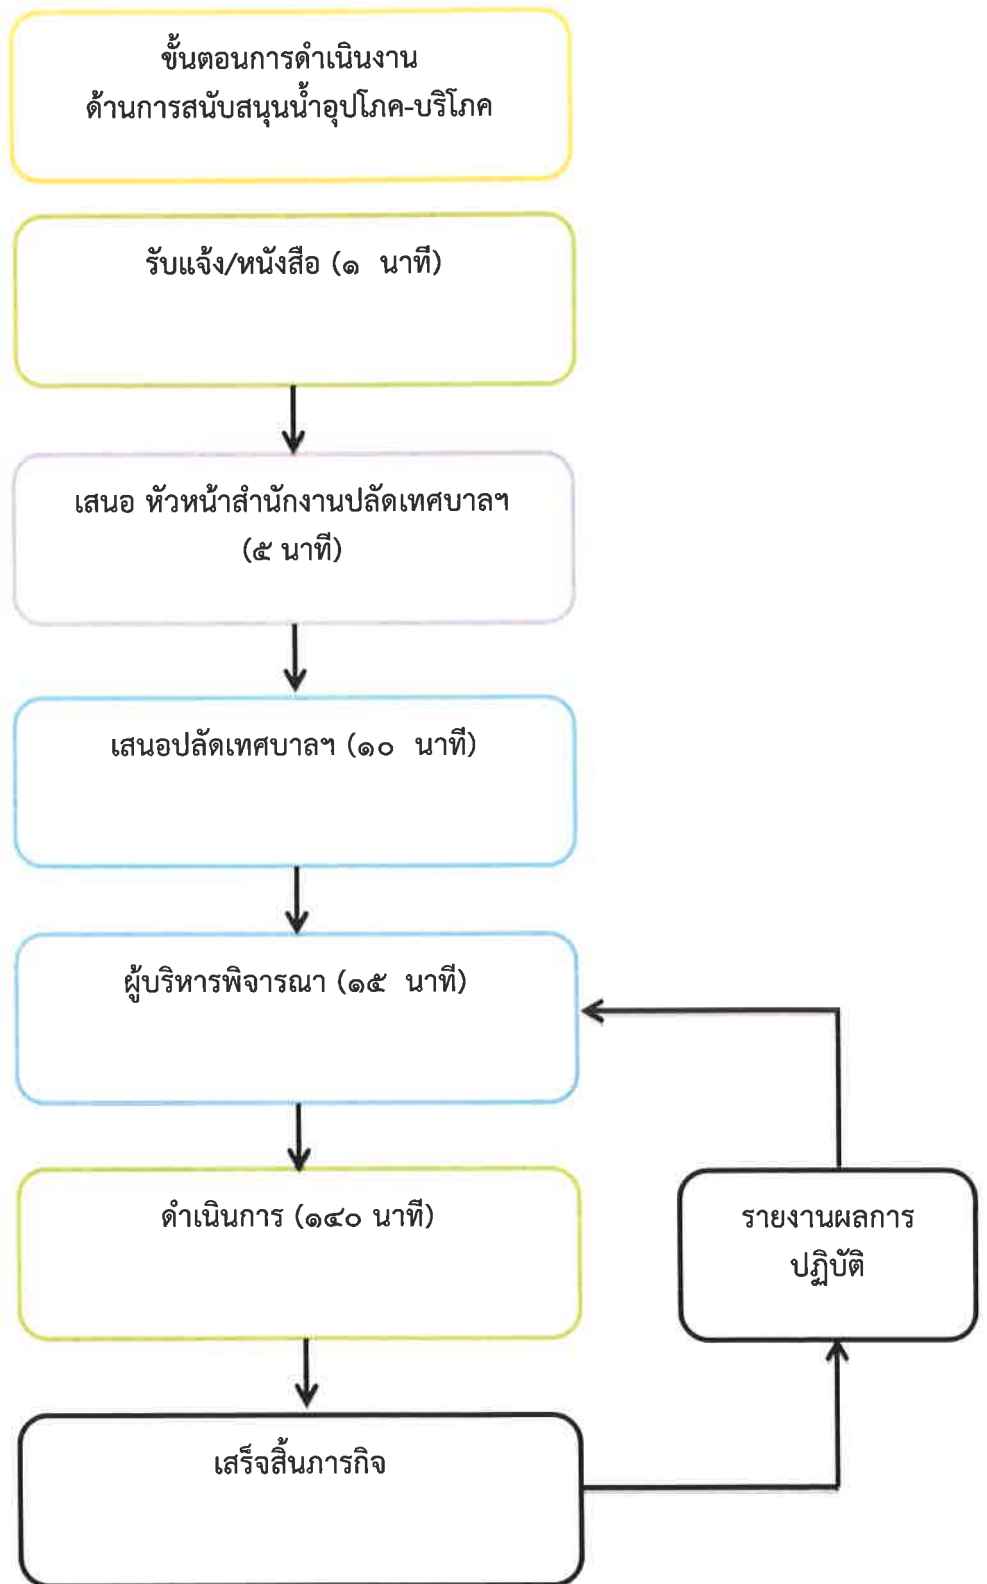 ขั้นตอนการดำเนินงาน
ด้านการสนับสนุนน้ำอุปโภค-บริโภค
รับแจ้ง/หนังสือ (๑ นาที)
เสนอ หัวหน้าสำนักงานปลัดเทศบาลฯ
(๕ นาที)
เสนอปลัดเทศบาลฯ (๑๐ นาที)
ผู้บริหารพิจารณา (๑๕ นาที)
ดำเนินการ (๑๔๐ นาที)
รายงานผลการ
ปฏิบัติ
เสร็จสิ้นภารกิจ